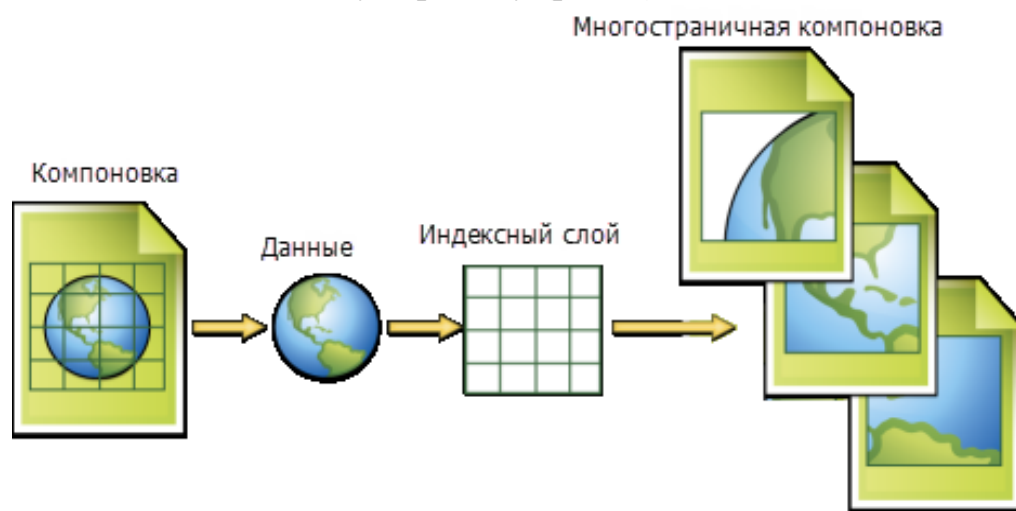 Многостраничная компоновка
Компоновка
Данные
Индексный слой